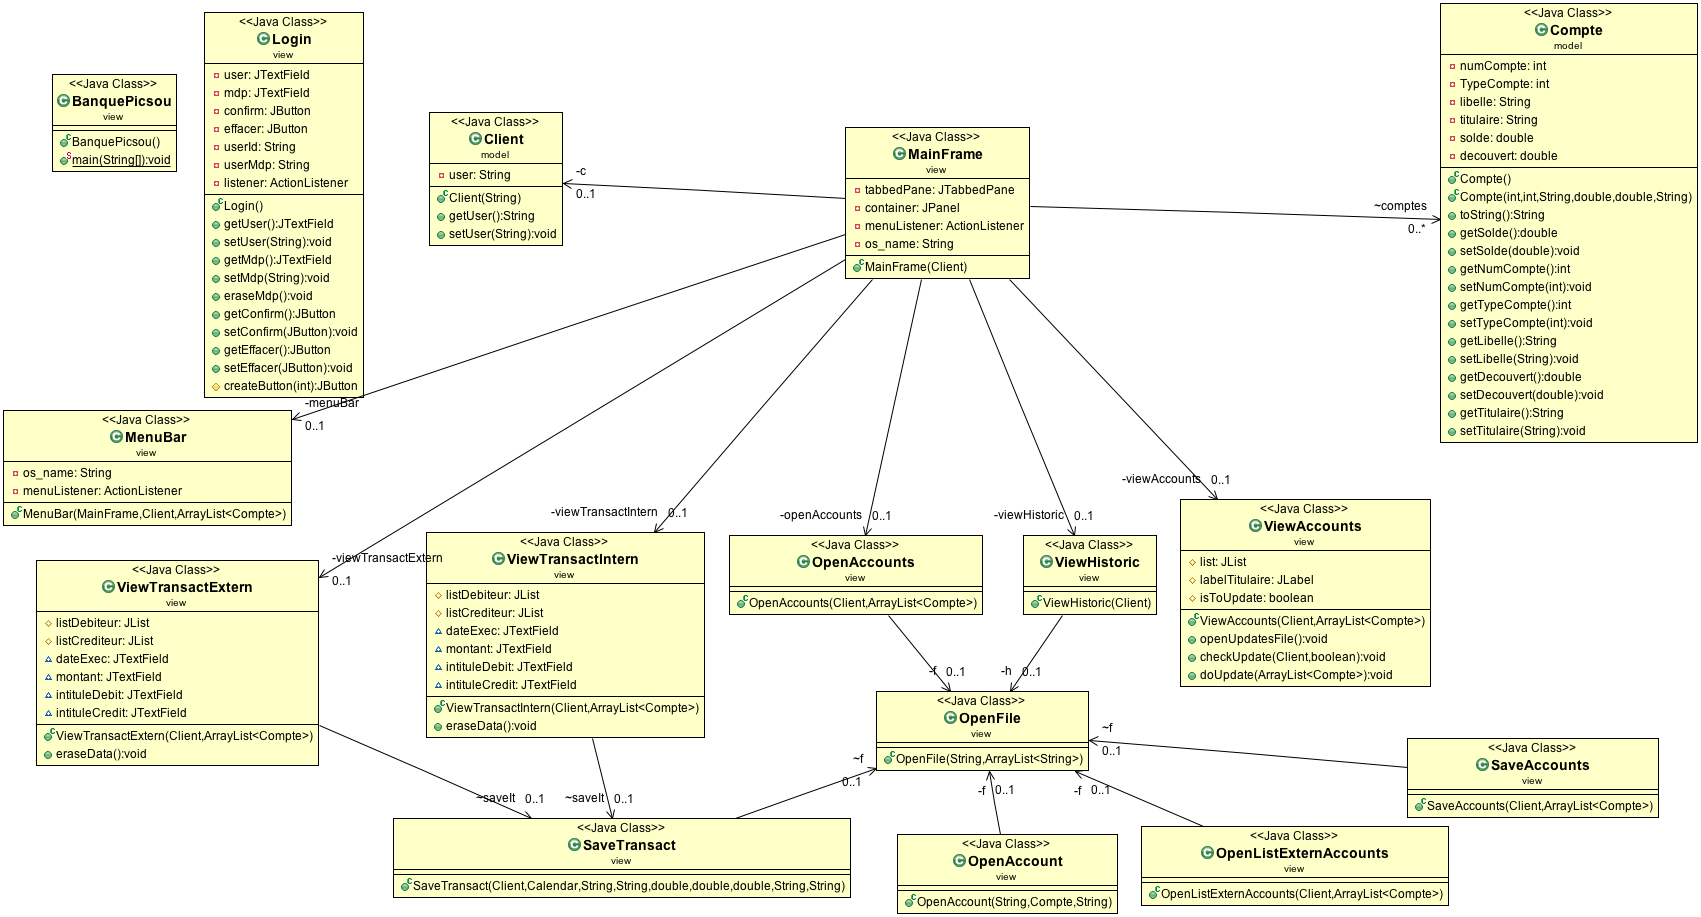 <<Java Class>>
BanquePicsou
view
BanquePicsou()
main(String[]):void
<<Java Class>>
Login
view
user: JTextField
mdp: JTextField
confirm: JButton
effacer: JButton
userId: String
userMdp: String
listener: ActionListener
Login()
getUser():JTextField
setUser(String):void
getMdp():JTextField
setMdp(String):void
eraseMdp():void
getConfirm():JButton
setConfirm(JButton):void
getEffacer():JButton
setEffacer(JButton):void
createButton(int):JButton
<<Java Class>>
Client
model
user: String
Client(String)
getUser():String
setUser(String):void
-c
0..1
<<Java Class>>
MainFrame
view
tabbedPane: JTabbedPane
container: JPanel
menuListener: ActionListener
os_name: String
MainFrame(Client)
~comptes
0..*
<<Java Class>>
Compte
model
numCompte: int
TypeCompte: int
libelle: String
titulaire: String
solde: double
decouvert: double
Compte()
Compte(int,int,String,double,double,String)
toString():String
getSolde():double
setSolde(double):void
getNumCompte():int
setNumCompte(int):void
getTypeCompte():int
setTypeCompte(int):void
getLibelle():String
setLibelle(String):void
getDecouvert():double
setDecouvert(double):void
getTitulaire():String
setTitulaire(String):void
-menuBar
0..1
<<Java Class>>
MenuBar
view
os_name: String
menuListener: ActionListener
MenuBar(MainFrame,Client,ArrayList<Compte>)
-viewTransactExtern
0..1
<<Java Class>>
ViewTransactExtern
view
listDebiteur: JList
listCrediteur: JList
dateExec: JTextField
montant: JTextField
intituleDebit: JTextField
intituleCredit: JTextField
ViewTransactExtern(Client,ArrayList<Compte>)
eraseData():void
-viewTransactIntern
0..1
<<Java Class>>
ViewTransactIntern
view
listDebiteur: JList
listCrediteur: JList
dateExec: JTextField
montant: JTextField
intituleDebit: JTextField
intituleCredit: JTextField
ViewTransactIntern(Client,ArrayList<Compte>)
eraseData():void
-openAccounts
0..1
<<Java Class>>
OpenAccounts
view
OpenAccounts(Client,ArrayList<Compte>)
-viewHistoric
0..1
<<Java Class>>
ViewHistoric
view
ViewHistoric(Client)
-viewAccounts
0..1
<<Java Class>>
ViewAccounts
view
list: JList
labelTitulaire: JLabel
isToUpdate: boolean
ViewAccounts(Client,ArrayList<Compte>)
openUpdatesFile():void
checkUpdate(Client,boolean):void
doUpdate(ArrayList<Compte>):void
-f
0..1
-h
0..1
<<Java Class>>
OpenFile
view
OpenFile(String,ArrayList<String>)
~f
0..1
~f
0..1
-f
0..1
-f
0..1
~saveIt
0..1
~saveIt
0..1
<<Java Class>>
SaveTransact
view
SaveTransact(Client,Calendar,String,String,double,double,double,String,String)
<<Java Class>>
OpenAccount
view
OpenAccount(String,Compte,String)
<<Java Class>>
OpenListExternAccounts
view
OpenListExternAccounts(Client,ArrayList<Compte>)
<<Java Class>>
SaveAccounts
view
SaveAccounts(Client,ArrayList<Compte>)